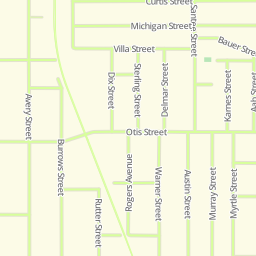 Curtis Street
Michigan Street
Santee Street
Bauer Street
Villa Street
Dix Street
Sterling Street
Delmar Street
Karnes Street
Avery Street
Otis Street
Burrows Street
Rogers Avenue
Warner Street
Austin Street
Murray Street
Myrtle Street
Rutter Street